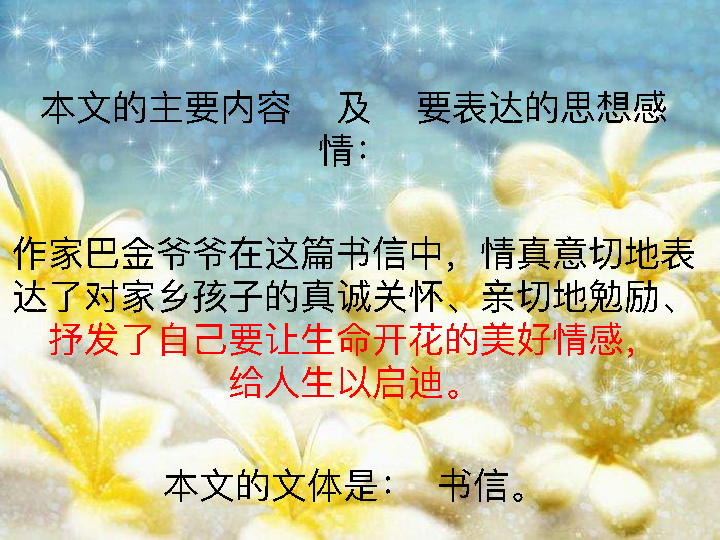 本文的主要内容 及 要表达的思想感
情：
作家巴金爷爷在这篇书信中，情真意切地表
达了对家乡孩子的真诚关怀、亲切地勉励、
抒发了自己要让生命开花的美好情感，
给人生以启迪。
本文的文体是： 书信。